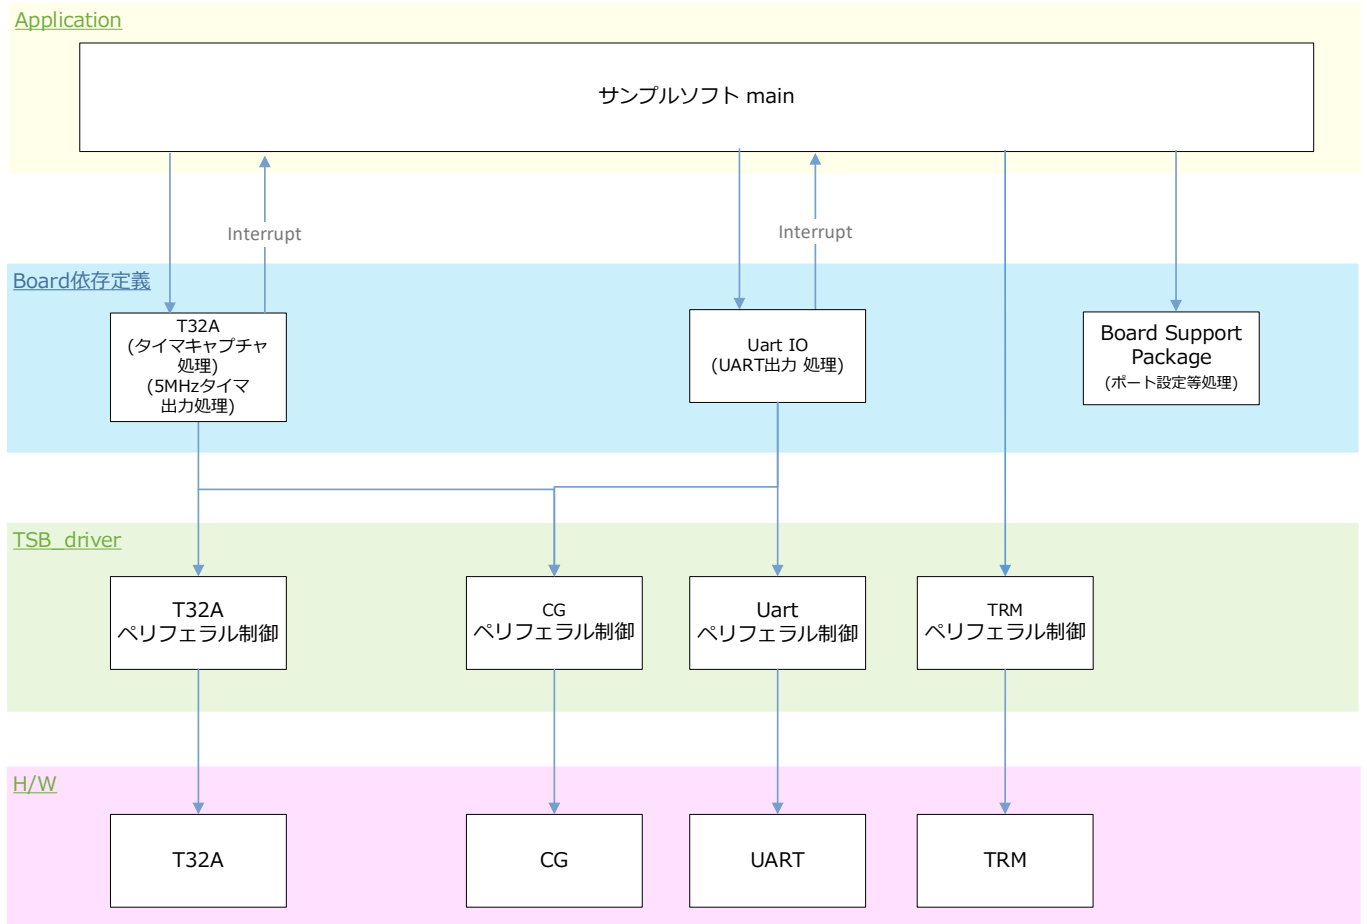 Application
サンプルソフト main
Interrupt
Interrupt
Board依存定義
T32A
(タイマキャプチャ
処理)
(5MHzタイマ
出力処理)
Uart IO
(UART出力 処理)
Board Support
Package
(ポート設定等処理)
TSB_driver
T32A
ペリフェラル制御
CG
ペリフェラル制御
Uart
ペリフェラル制御
TRM
ペリフェラル制御
H/W
T32A
CG
UART
TRM